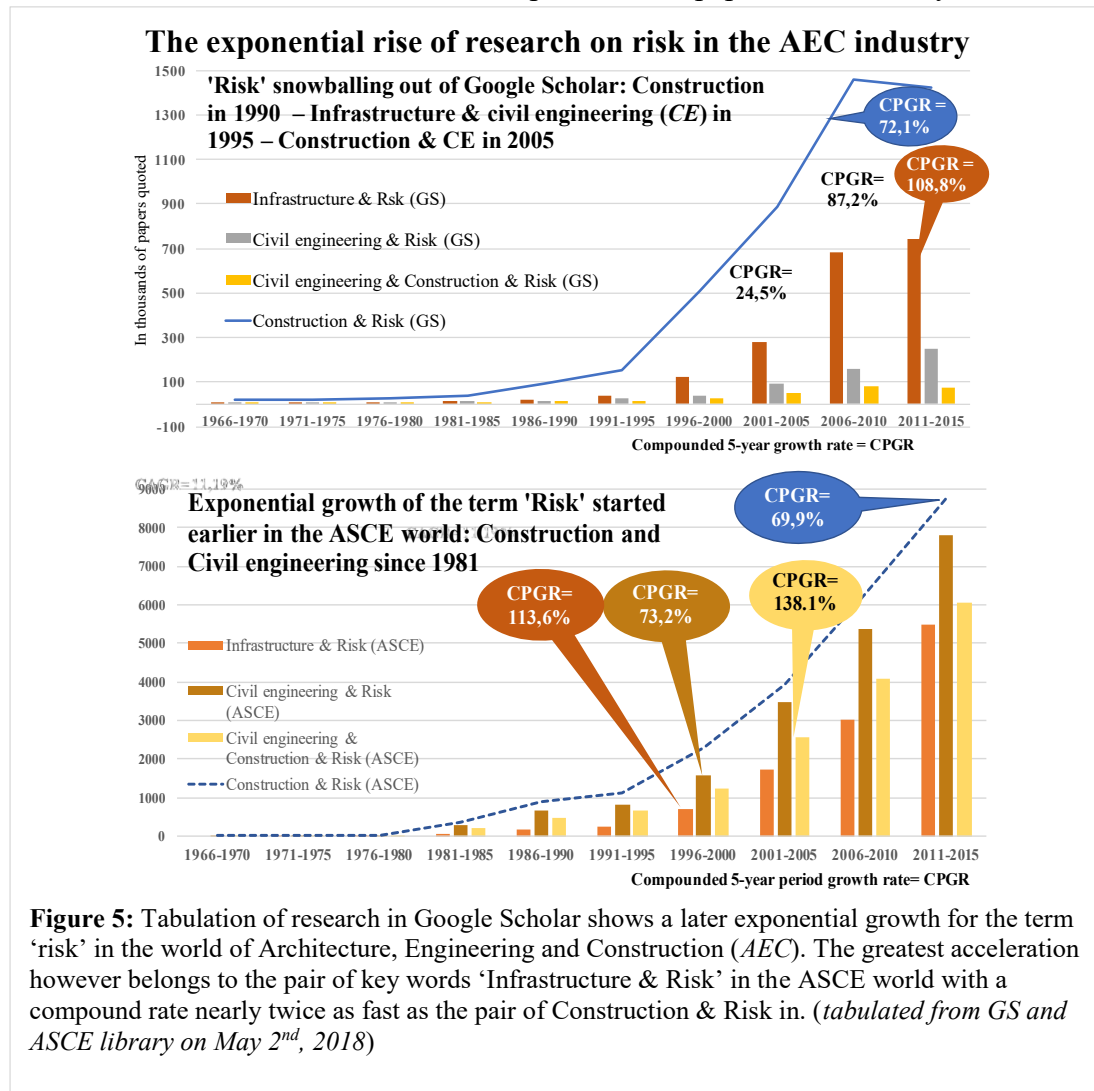 The exponential rise of research on risk in the AEC industry
'Risk' snowballing out of Google Scholar: Construction
in 1990 – Infrastructure & civil engineering (CE) in
1995 – Construction & CE in 2005
In thousands of papers quoted
1500
1300
1100
900
700
500
300
100
-100
Infrastructure & Rsk (GS)
Civil engineering & Risk (GS)
Civil engineering & Construction & Risk (GS)
Construction & Risk (GS)
CPGR =
72,1%
CPGR =
108,8%
CPGR=
87,2%
CPGR=
24,5%
1966-1970 1971-1975 1976-1980 1981-1985 1986-1990 1991-1995 1996-2000 2001-2005 2006-2010 2011-2015
Compounded 5-year growth rate = CPGR
Exponential growth of the term 'Risk' started
earlier in the ASCE world: Construction and
Civil engineering since 1981
9000
8000
7000
6000
5000
4000
3000
2000
1000
0
CPGR=
69,9%
CPGR=
113,6%
CPGR=
73,2%
CPGR=
138.1%
Infrastructure & Risk (ASCE)
Civil engineering & Risk
(ASCE)
Civil engineering &
Construction & Risk (ASCE)
Construction & Risk (ASCE)
1966-1970 1971-1975 1976-1980 1981-1985 1986-1990 1991-1995 1996-2000 2001-2005 2006-2010 2011-2015
Compounded 5-year period growth rate= CPGR
Figure 5: Tabulation of research in Google Scholar shows a later exponential growth for the term
‘risk’ in the world of Architecture, Engineering and Construction (AEC). The greatest acceleration
however belongs to the pair of key words ‘Infrastructure & Risk’ in the ASCE world with a
compound rate nearly twice as fast as the pair of Construction & Risk in. (tabulated from GS and
ASCE library on May 2nd, 2018)